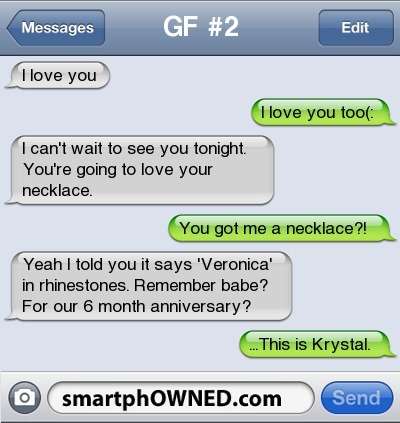 Messages GF #2 Edit
I love you
I love you too(:
I can't wait to see you tonight.
You're going to love your
necklace.
You got me a necklace?!
Yeah I told you it says 'Veronica'
in rhinestones. Remember babe?
For our 6 month anniversary?
...This is Krystal.
smartphOWNED.com Send